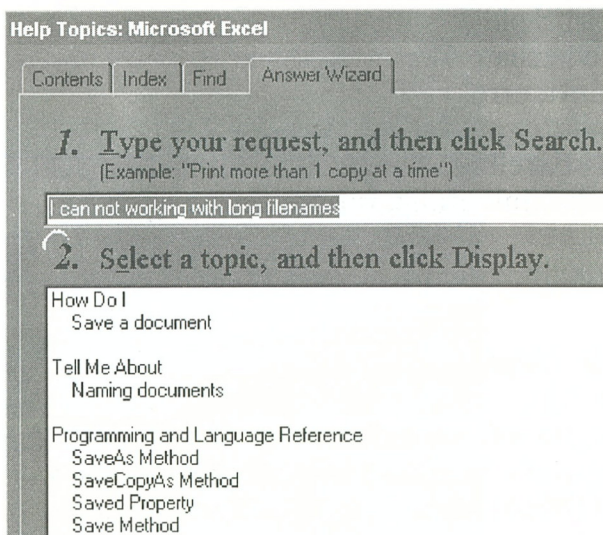 Help Topics: Microsoft Excel
Contents Index Find Answer Wizard
1. Type your request, and then click Search.
(Example: "Print more than 1 copy at a time")
I can not working with long filenames
2. Select a topic, and then click Display.
How Do I
Save a document
Tell Me About
Naming documents
Programming and Language Reference
SaveAs Method
SaveCopyAs Method
Saved Property
Save Method